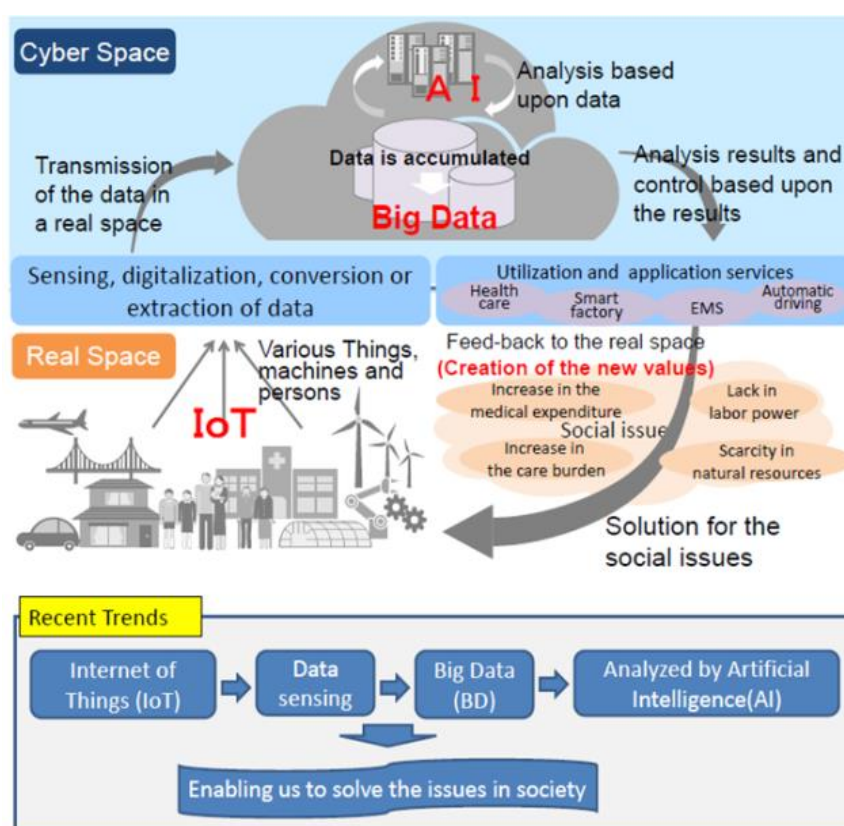 Cyber Space
A I
Analysis based
upon data
Transmission
of the data in
a real space
Data is accumulated
Big Data
Analysis results and
control based upon
the results
Sensing, digitalization, conversion or
extraction of data
Utilization and application services
Health
care
Smart
factory
EMS
Automatic
driving
Real Space
Various Things,
machines and
persons
IoT
Feed-back to the real space
(Creation of the new values)
Increase in the
medical expenditure
Lack in
labor power
Social issue
Increase in
the care burden
Scarcity in
natural resources
Solution for the
social issues
Recent Trends
Internet of
Things (IoT)
Data
sensing
Big Data
(BD)
Analyzed by Artificial
Intelligence(AI)
Enabling us to solve the issues in society